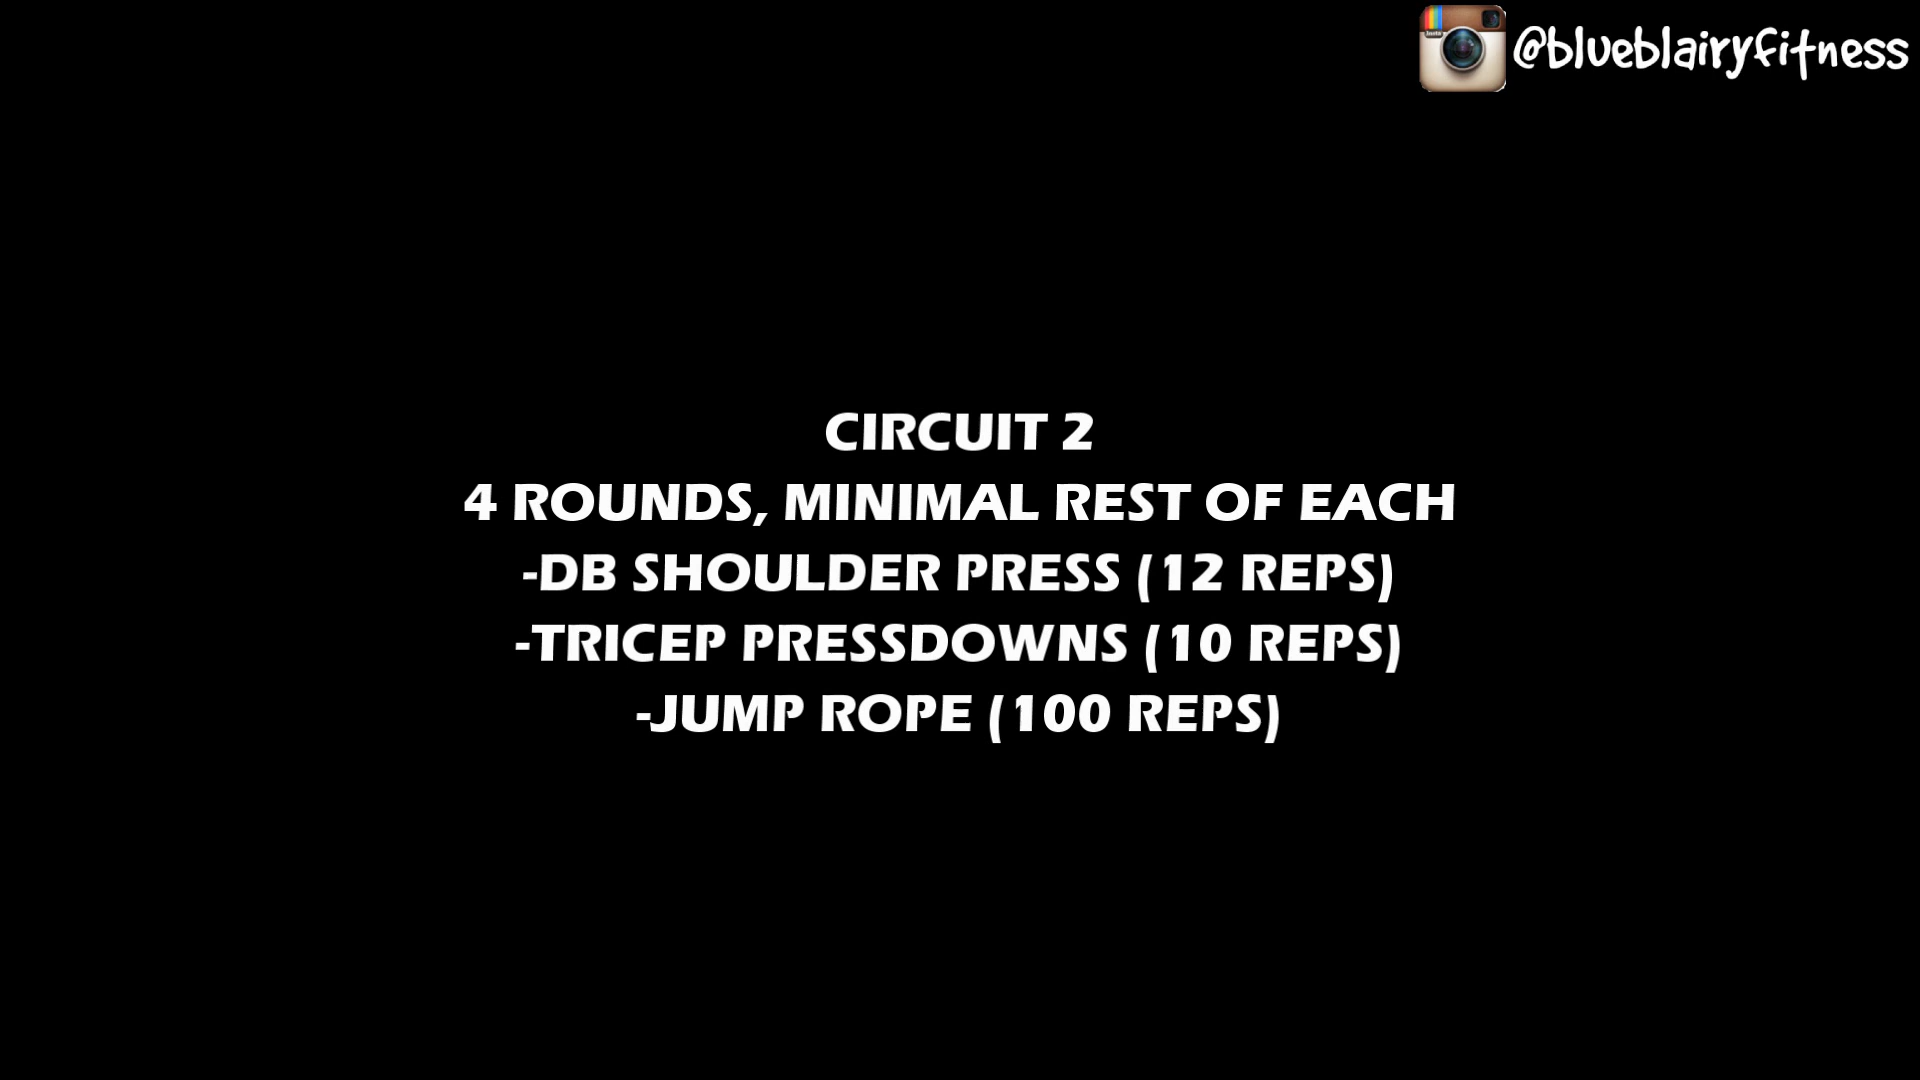 @blueblairyfitness
CIRCUIT 2
4 ROUNDS, MINIMAL REST OF EACH
-DB SHOULDER PRESS (12 REPS)
-TRICEP PRESSDOWNS (10 REPS)
-JUMP ROPE (100 REPS)